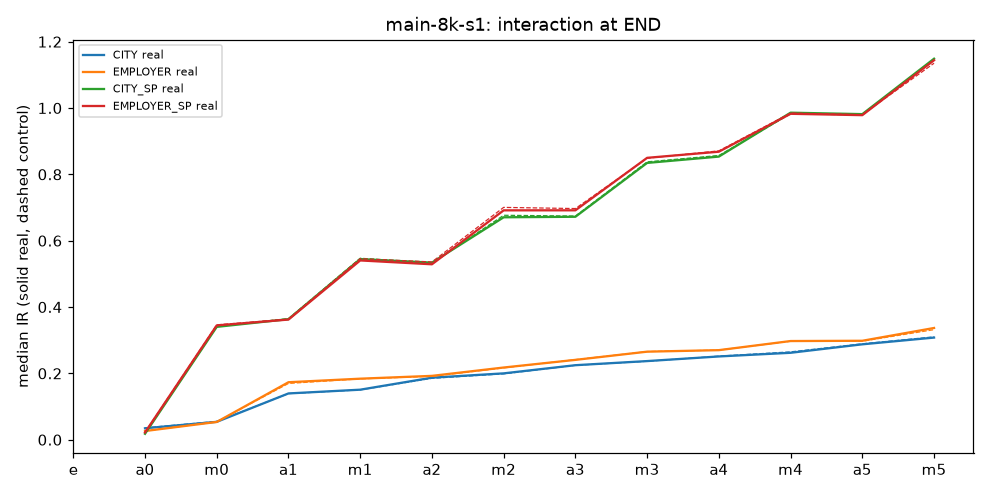 main-8k-s1: interaction at END
median IR (solid real, dashed control)
1.2
1.0
0.8
0.6
0.4
0.2
0.0
CITY real
EMPLOYER real
CITY_SP real
EMPLOYER_SP real
e a0 m0 a1 m1 a2 m2 a3 m3 a4 m4 a5 m5